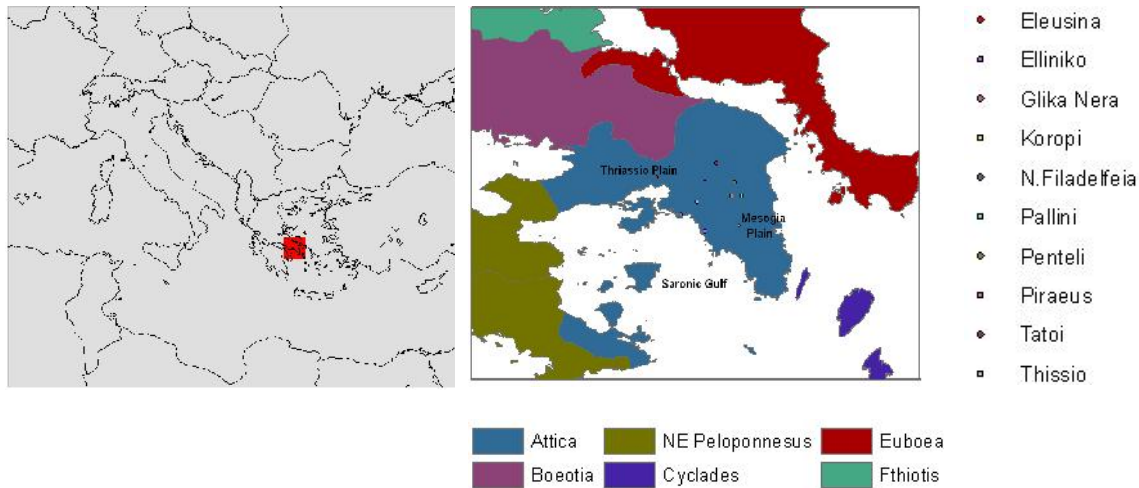 Thriassio Plain
Mesogia
Plain
Saronic Gulf
Eleusina
Elliniko
Glika Nera
Koropi
N.Filadelfeia
Pallini
Penteli
Piraeus
Tatoi
Thissio
Attica
NE Peloponnesus
Euboea
Boeotia
Cyclades
Fthiotis